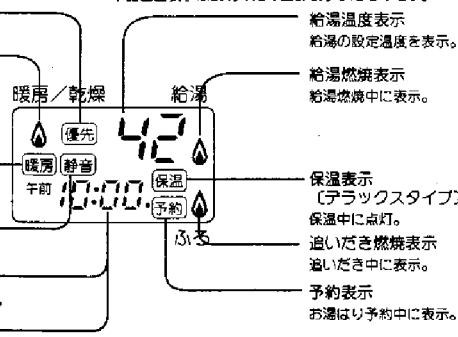 給湯温度表示
給湯の設定温度を表示。
給湯燃焼表示
給湯燃焼中に表示。
暖房／乾燥
給湯
優先
42
暖房
静音
午前
10:00.
保温
予約
ふろ
保温表示
〔デラックスタイプ〕
保温中に点灯。
追いだき燃焼表示
追いだき中に表示。
予約表示
お湯はり予約中に表示。